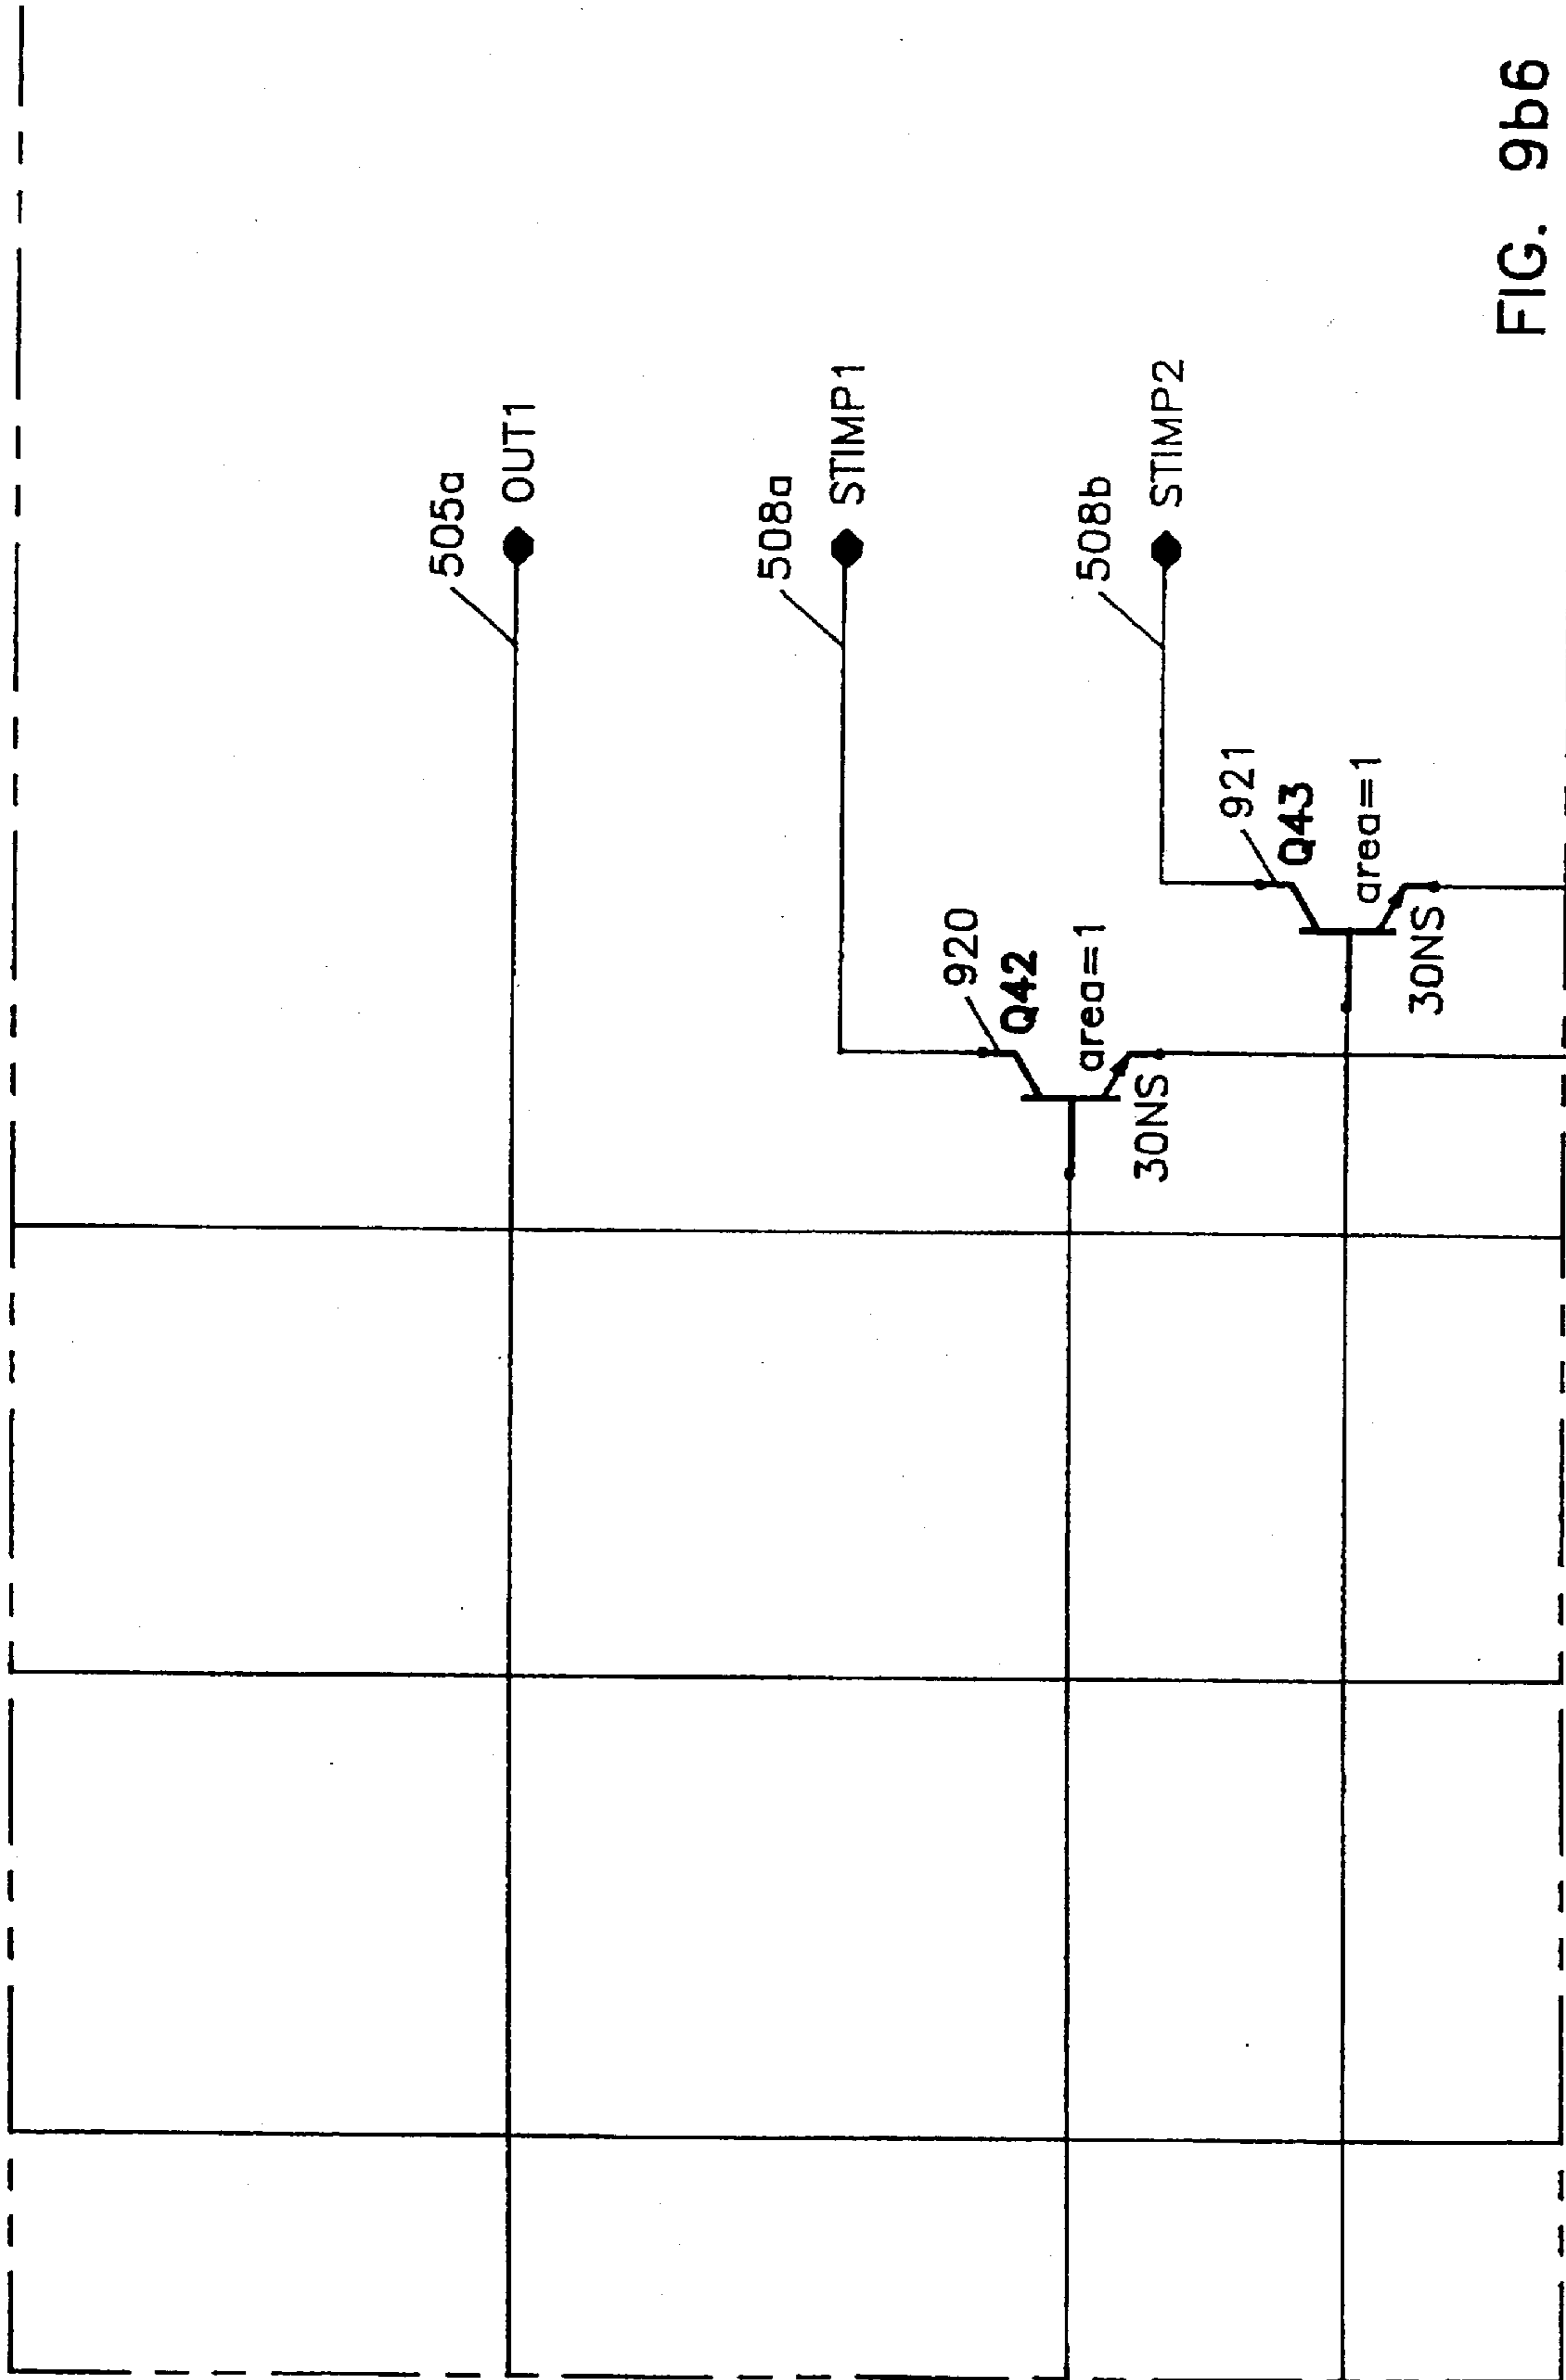 505a
OUT1
508a
STIMP1
508b
STIMP2
920
Q42
area=1
30NS
921
Q43
area=1
30NS
FIG. 9b6